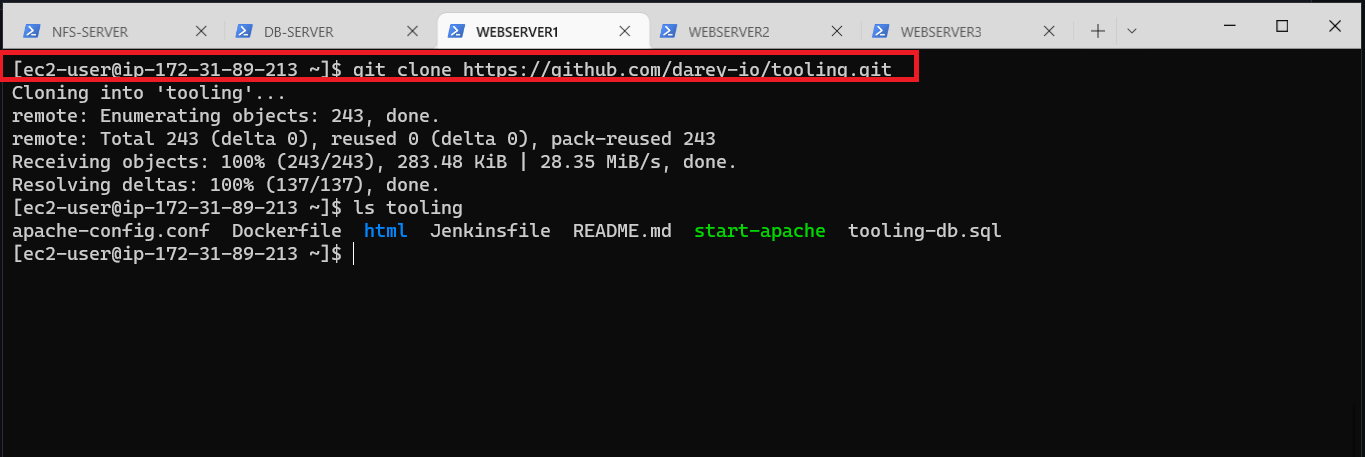 NFS-SERVER DB-SERVER WEBSERVER1 WEBSERVER2 WEBSERVER3
[ec2-user@ip-172-31-89-213 ~]$ git clone https://github.com/darey-io/tooling.git
Cloning into 'tooling'...
remote: Enumerating objects: 243, done.
remote: Total 243 (delta 0), reused 0 (delta 0), pack-reused 243
Receiving objects: 100% (243/243), 283.48 KiB | 28.35 MiB/s, done.
Resolving deltas: 100% (137/137), done.
[ec2-user@ip-172-31-89-213 ~]$ ls tooling
apache-config.conf Dockerfile html Jenkinsfile README.md start-apache tooling-db.sql
[ec2-user@ip-172-31-89-213 ~]$